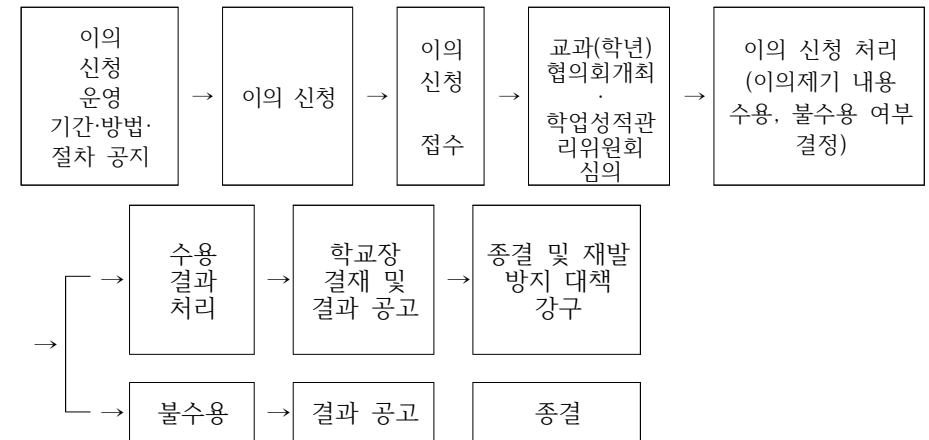 이의
신청
운영
기간·방법·
절차 공지
→
이의 신청
→
이의
신청
접수
→
교과(학년)
협의회개최
·
학업성적관
리위원회
심의
→
이의 신청 처리
(이의제기 내용
수용, 불수용 여부
결정)
→
→
수용
결과
처리
→
학교장
결재 및
결과 공고
→
종결 및 재발
방지 대책
강구
→
불수용
→
결과 공고
종결